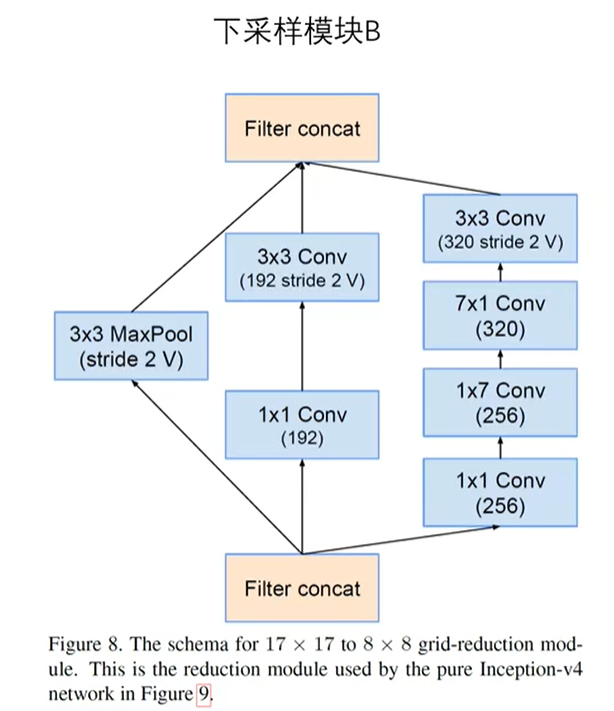 下采样模块B
Filter concat
3x3 Conv
(320 stride 2 V)
3x3 Conv
(192 stride 2 V)
7x1 Conv
(320)
3x3 MaxPool
(stride 2 V)
1x7 Conv
(256)
1x1 Conv
(192)
1x1 Conv
(256)
Filter concat
Figure 8. The schema for 17 × 17 to 8 × 8 grid-reduction mod-
ule. This is the reduction module used by the pure Inception-v4
network in Figure 9.